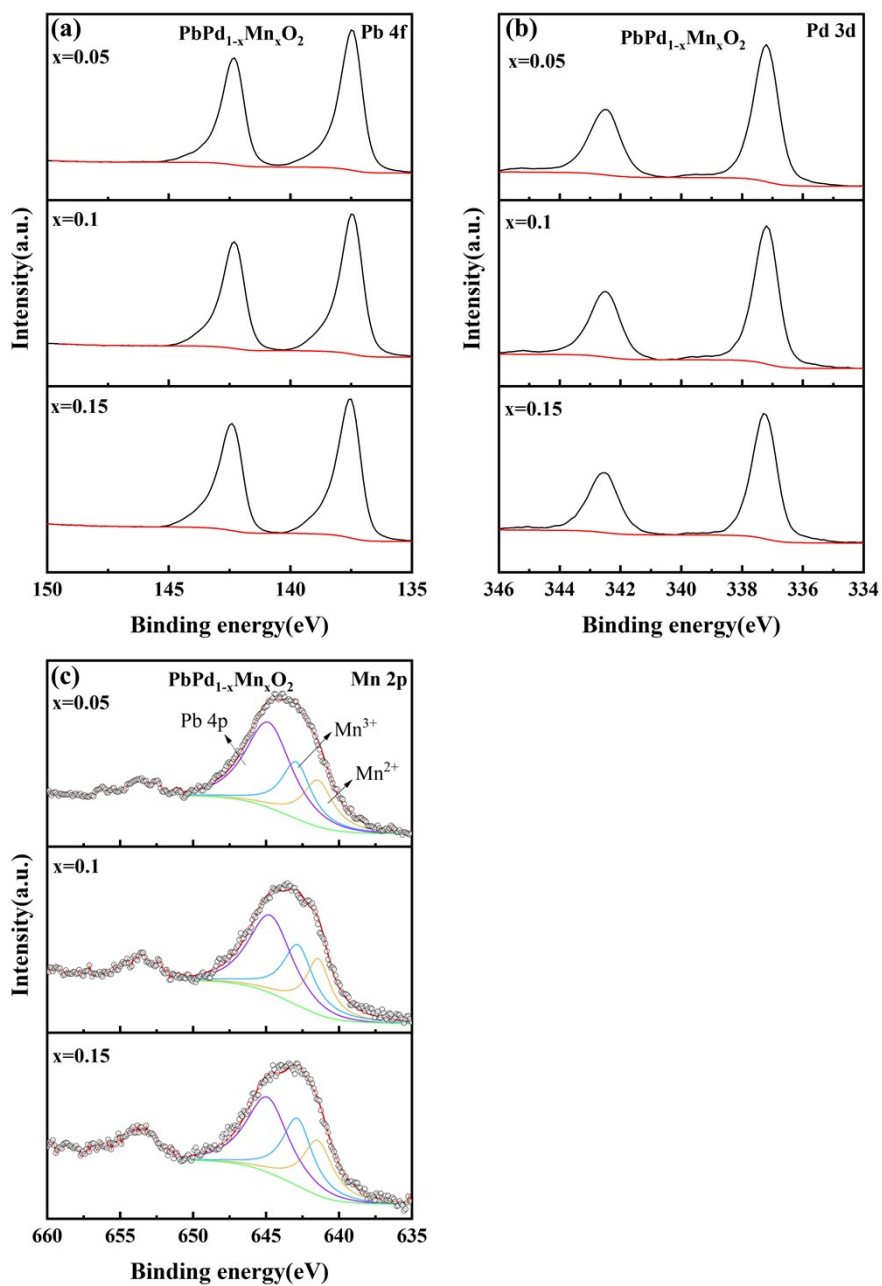 (a) PbPd1-xMnxO2 Pb 4f
x=0.05
x=0.1
x=0.15
Intensity(a.u.)
150 145 140 135
Binding energy(eV)
(b) PbPd1-xMnxO2 Pd 3d
x=0.05
x=0.1
x=0.15
Intensity(a.u.)
346 344 342 340 338 336 334
Binding energy(eV)
(c) PbPd1-xMnxO2 Mn 2p
x=0.05
Pb 4p
Mn3+
Mn2+
x=0.1
x=0.15
Intensity(a.u.)
660 655 650 645 640 635
Binding energy(eV)